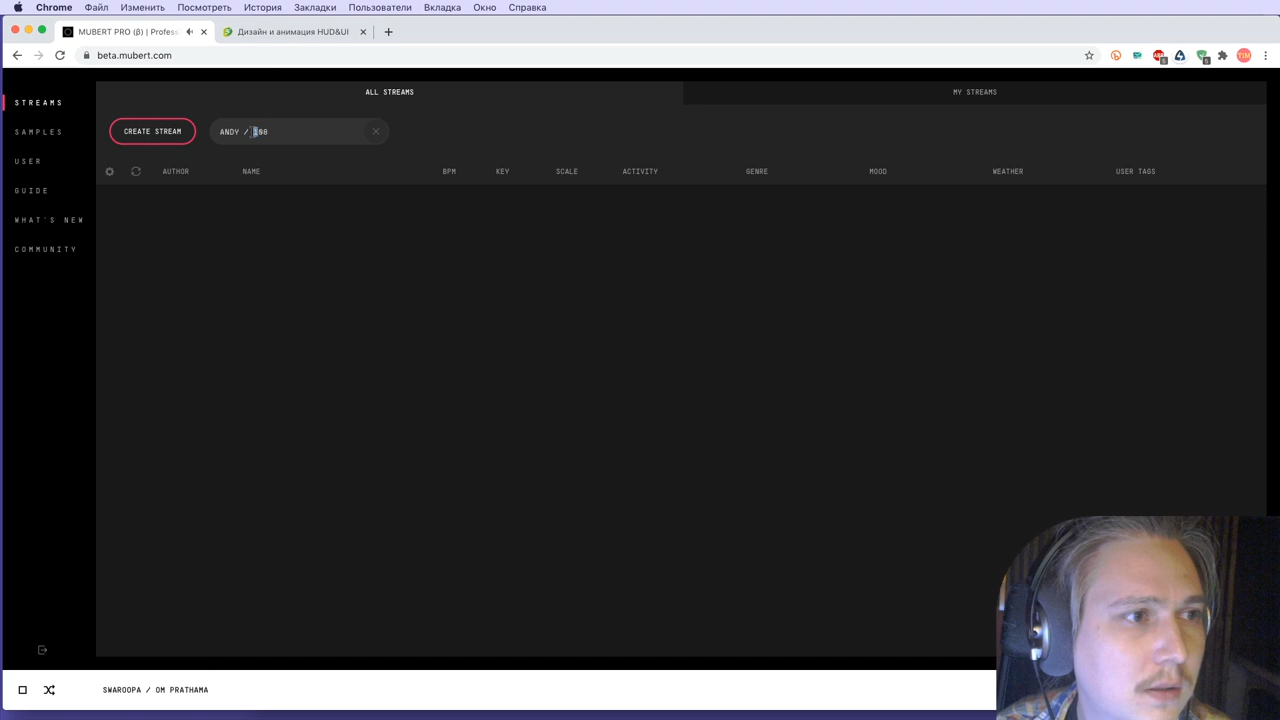 Chrome Файл Изменить Посмотреть История Закладки Пользователи Вкладка Окно Справка
MUBERT PRO (β) | Profess
Дизайн и анимация HUD&UI
beta.mubert.com
TIM
STREAMS
SAMPLES
USER
GUIDE
WHAT'S NEW
COMMUNITY
ALL STREAMS
MY STREAMS
CREATE STREAM
ANDY / 108
AUTHOR NAME BPM KEY SCALE ACTIVITY GENRE MOOD WEATHER USER TAGS
SWAROOPA / OM PRATHAMA